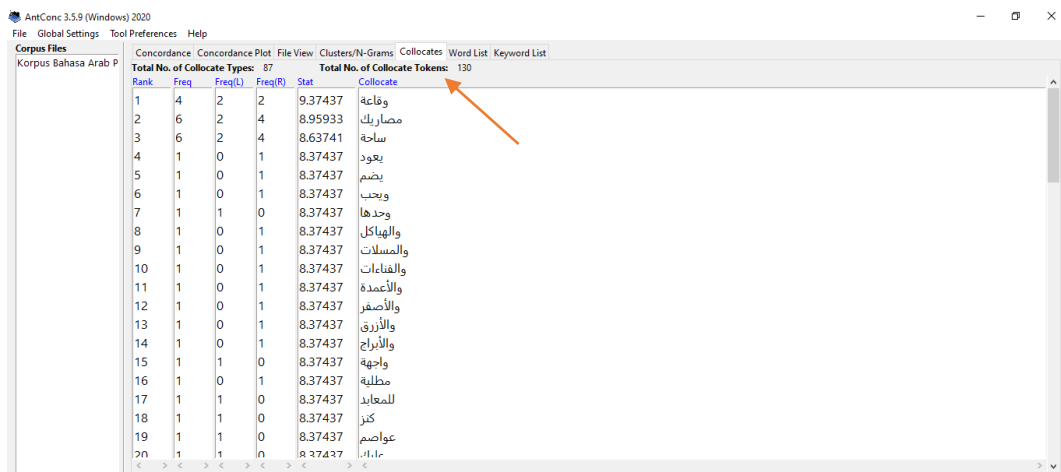 AntConc 3.5.9 (Windows) 2020
File Global Settings Tool Preferences Help
Corpus Files
Korpus Bahasa Arab P
Concordance Concordance Plot File View Clusters/N-Grams Collocates Word List Keyword List
Total No. of Collocate Types: 87 Total No. of Collocate Tokens: 130
Rank Freq Freq(L) Freq(R) Stat Collocate
1 4 2 2 9.37437 وقاعة
2 6 2 4 8.95933 مصاريك
3 6 2 4 8.63741 ساحة
4 1 0 1 8.37437 يعود
5 1 0 1 8.37437 يضم
6 1 0 1 8.37437 ويحب
7 1 1 0 8.37437 وحدها
8 1 0 1 8.37437 والهياكل
9 1 0 1 8.37437 والمسلات
10 1 0 1 8.37437 والفناءات
11 1 0 1 8.37437 والأعمدة
12 1 0 1 8.37437 والأصفر
13 1 0 1 8.37437 والأزرق
14 1 0 1 8.37437 والأبراج
15 1 1 0 8.37437 واجهة
16 1 0 1 8.37437 مطلية
17 1 1 0 8.37437 للمعابد
18 1 1 0 8.37437 كنز
19 1 1 0 8.37437 عواصم
20 1 1 0 8.37437 عليك